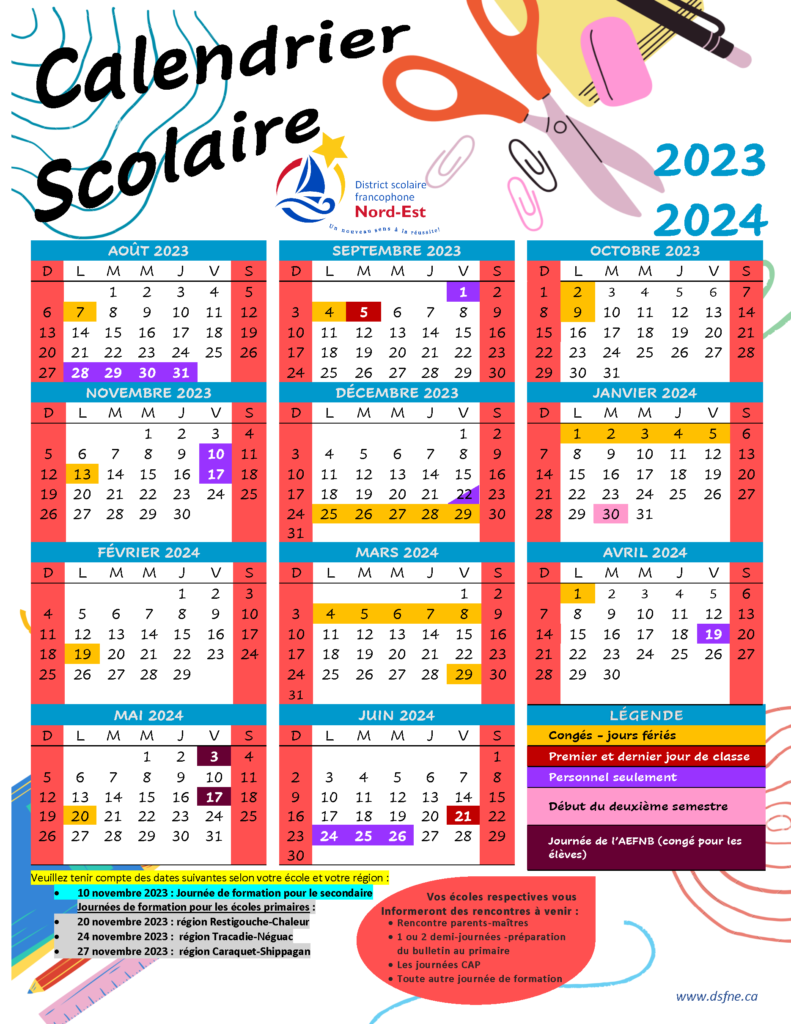 Calendrier
Scolaire
District scolaire
francophone
Nord-Est
Un nouveau sens à la réussite!
2023
2024
AOÛT 2023
D L M M J V S
1 2 3 4 5
6 7 8 9 10 11 12
13 14 15 16 17 18 19
20 21 22 23 24 25 26
27 28 29 30 31
SEPTEMBRE 2023
D L M M J V S
1 2
3 4 5 6 7 8 9
10 11 12 13 14 15 16
17 18 19 20 21 22 23
24 25 26 27 28 29 30
OCTOBRE 2023
D L M M J V S
1 2 3 4 5 6 7
8 9 10 11 12 13 14
15 16 17 18 19 20 21
22 23 24 25 26 27 28
29 30 31
NOVEMBRE 2023
D L M M J V S
1 2 3 4
5 6 7 8 9 10 11
12 13 14 15 16 17 18
19 20 21 22 23 24 25
26 27 28 29 30
DÉCEMBRE 2023
D L M M J V S
1 2
3 4 5 6 7 8 9
10 11 12 13 14 15 16
17 18 19 20 21 22 23
24 25 26 27 28 29 30
31
JANVIER 2024
D L M M J V S
1 2 3 4 5 6
7 8 9 10 11 12 13
14 15 16 17 18 19 20
21 22 23 24 25 26 27
28 29 30 31
FÉVRIER 2024
D L M M J V S
1 2 3
4 5 6 7 8 9 10
11 12 13 14 15 16 17
18 19 20 21 22 23 24
25 26 27 28 29
MARS 2024
D L M M J V S
1 2
3 4 5 6 7 8 9
10 11 12 13 14 15 16
17 18 19 20 21 22 23
24 25 26 27 28 29 30
31
AVRIL 2024
D L M M J V S
1 2 3 4 5 6
7 8 9 10 11 12 13
14 15 16 17 18 19 20
21 22 23 24 25 26 27
28 29 30
MAI 2024
D L M M J V S
1 2 3 4
5 6 7 8 9 10 11
12 13 14 15 16 17 18
19 20 21 22 23 24 25
26 27 28 29 30 31
JUIN 2024
D L M M J V S
1
2 3 4 5 6 7 8
9 10 11 12 13 14 15
16 17 18 19 20 21 22
23 24 25 26 27 28 29
30
LÉGENDE
Congés - jours fériés
Premier et dernier jour de classe
Personnel seulement
Début du deuxième semestre
Journée de l'AEFNB (congé pour les
élèves)
Veuillez tenir compte des dates suivantes selon votre école et votre région :
• 10 novembre 2023 : Journée de formation pour le secondaire
Journées de formation pour les écoles primaires :
• 20 novembre 2023 : région Restigouche-Chaleur
• 24 novembre 2023 : région Tracadie-Néguac
• 27 novembre 2023 : région Caraquet-Shippagan
Vos écoles respectives vous
Informeront des rencontres à venir :
• Rencontre parents-maîtres
• 1 ou 2 demi-journées -préparation
du bulletin au primaire
• Les journées CAP
• Toute autre journée de formation
www.dsfne.ca